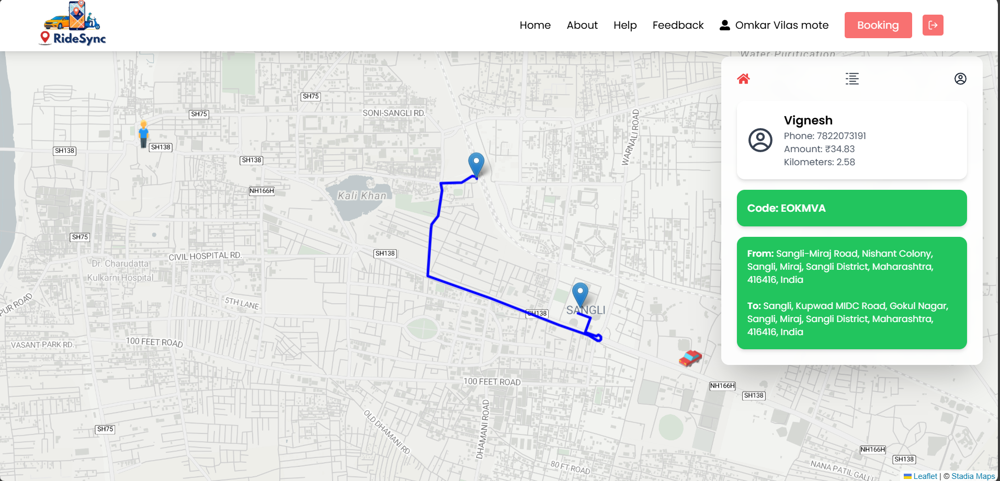 RideSync
Home
About
Help
Feedback
Omkar Vilas mote
Booking
Water Purification
Vignesh
Phone: 7822073191
Amount: ₹34.83
Kilometers: 2.58
Code: EOKMVA
From: Sangli-Miraj Road, Nishant Colony,
Sangli, Miraj, Sangli District, Maharashtra,
416416, India
To: Sangli, Kupwad MIDC Road, Gokul Nagar,
Sangli, Miraj, Sangli District, Maharashtra,
416416, India
SH75
SH75
SONI-SANGLI RD.
WARNALI ROAD
SH138
SH138
SH138
NH166H
Kali Khan
SH75
CIVIL HOSPITAL RD.
SH138
Dr. Charudatta
Kulkarni Hospital
PUR ROAD
5TH LANE
SANGLI
SH138
VASANT PARK RD.
100 FEET ROAD
100 FEET ROAD
NH166H
SH138
OLD DHAMANI RD.
DHAMANI ROAD
SH75
80 FT ROAD
NH166H
SH138
NANA PATIL GALLI
Leaflet | © Stadia Maps